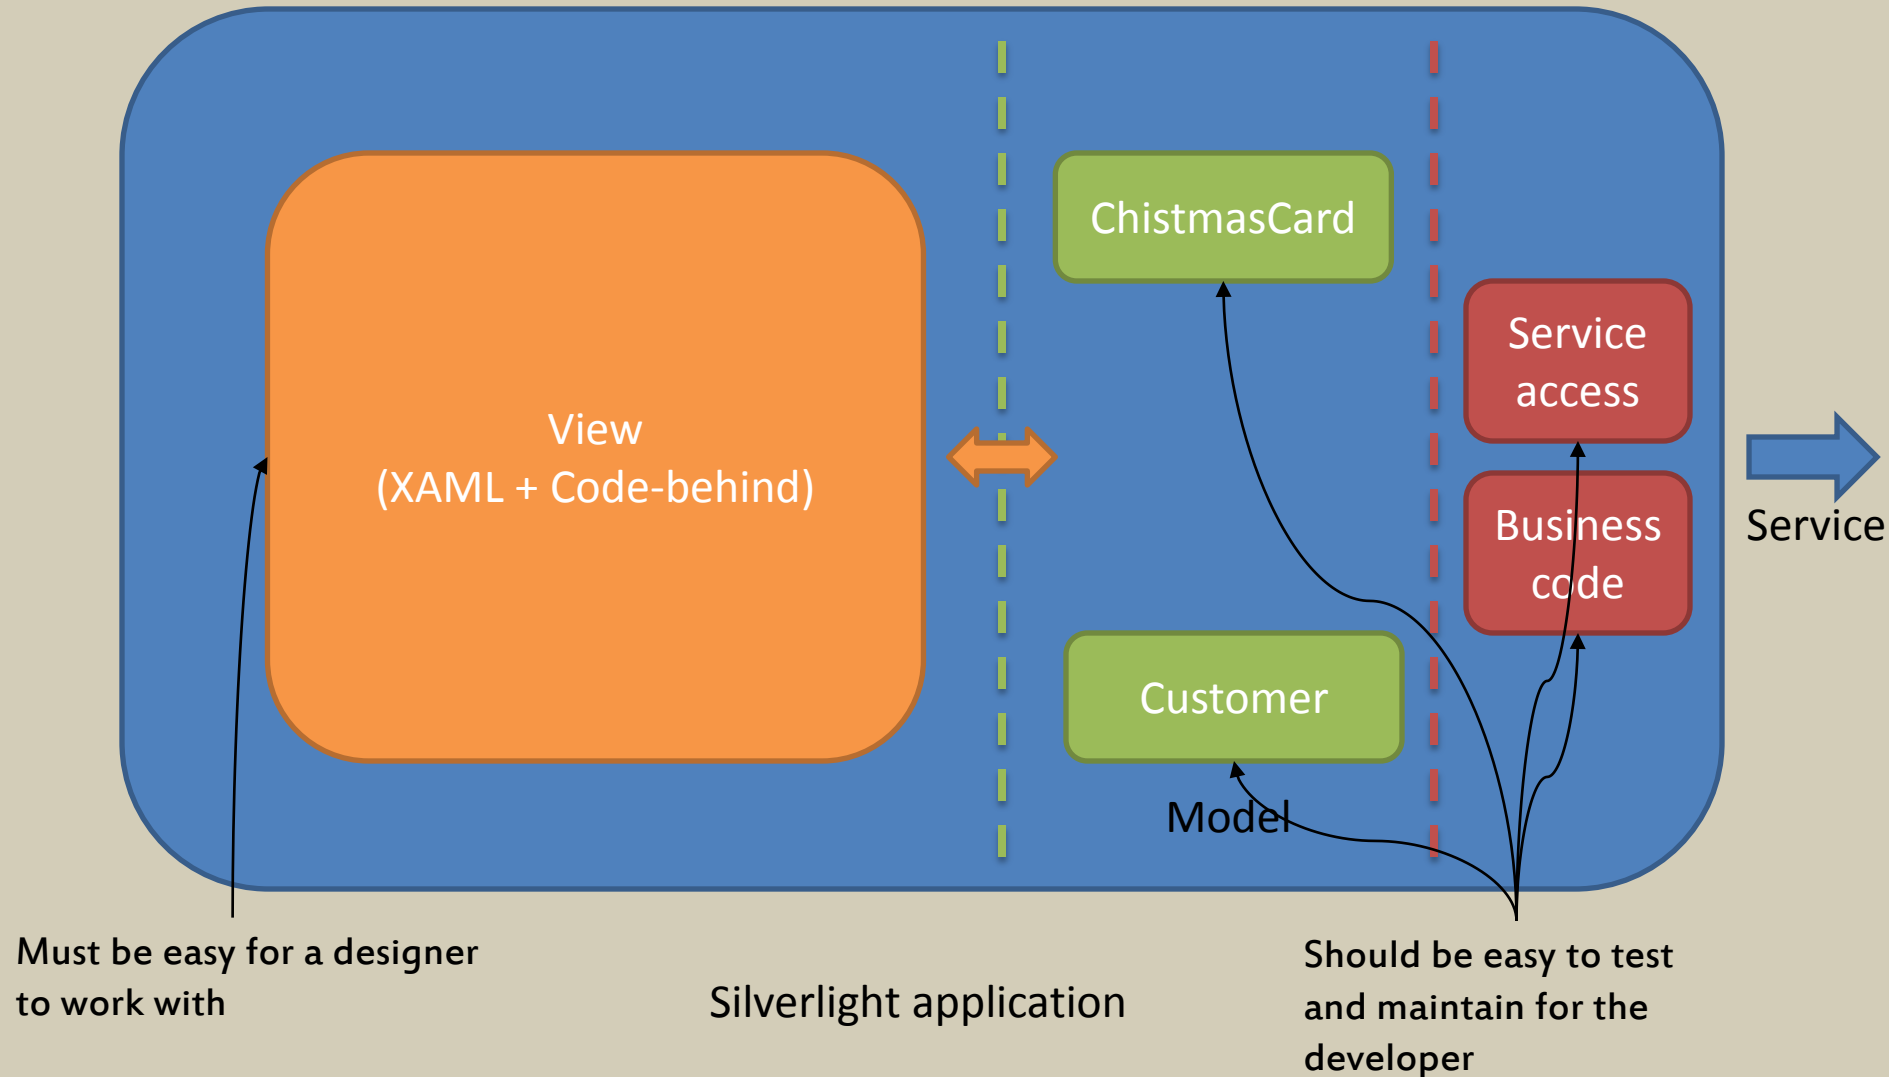 ChistmasCard
Service
access
View
(XAML + Code-behind)
Business
code
Service
Customer
Model
Must be easy for a designer
to work with
Silverlight application
Should be easy to test
and maintain for the
developer